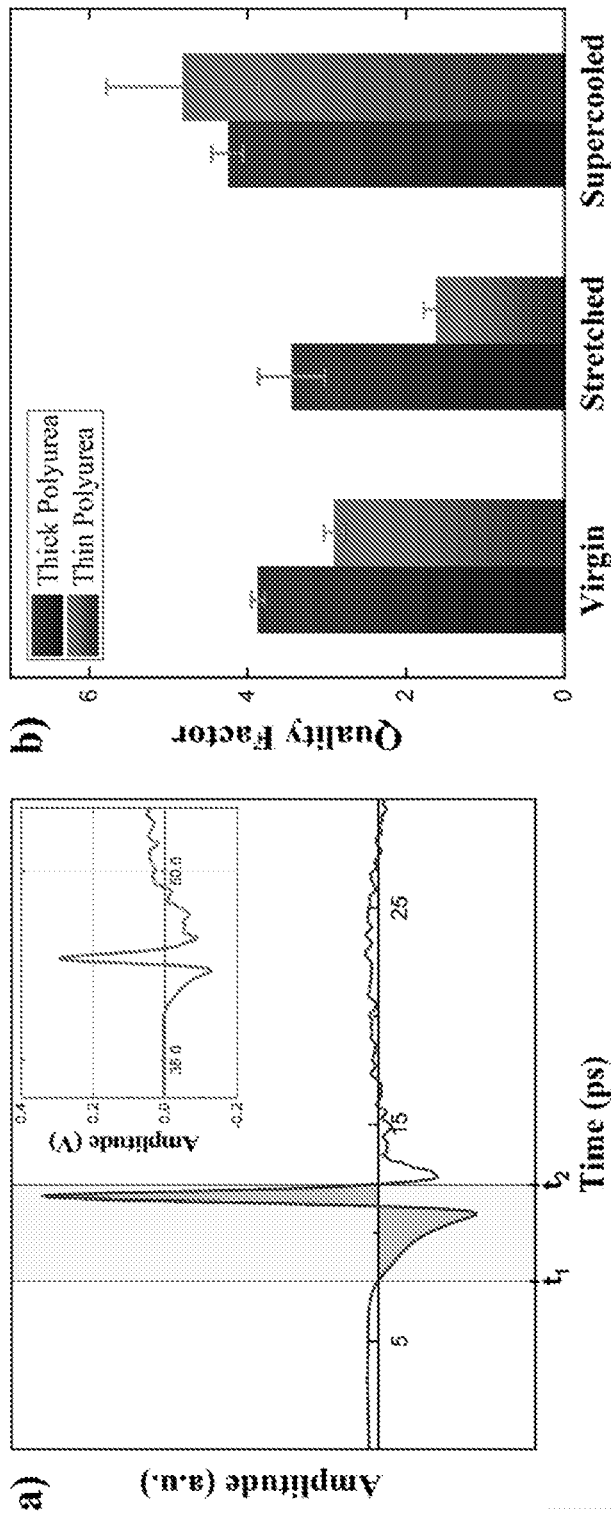 a)
Amplitude (a.u.)
5
15
25
t1
t2
Time (ps)
Amplitude (V)
0.4
0.2
0.0
-0.2
36.0
60.0
b)
Quality Factor
6
4
2
0
Thick Polyurea
Thin Polyurea
Virgin
Stretched
Supercooled